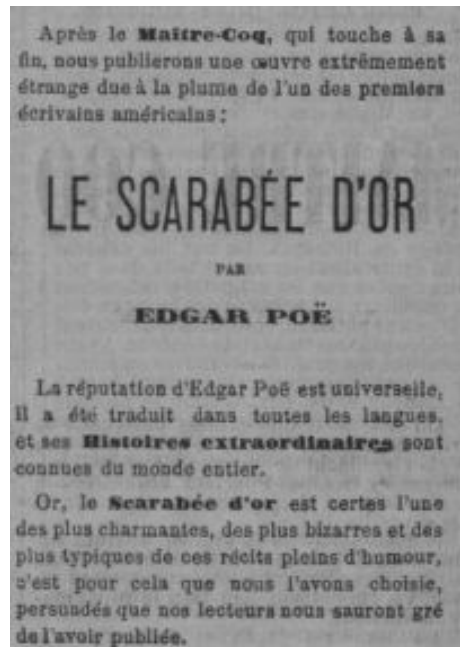 Après le Maître-Coq, qui touche à sa
fin, nous publierons une œuvre extrêmement
étrange due à la plume de l'un des premiers
écrivains américains :
LE SCARABÉE D'OR
PAR
EDGAR POË
La réputation d'Edgar Poë est universelle,
Il a été traduit dans toutes les langues,
et ses Histoires extraordinaires sont
connues du monde entier.
Or, le Scarabée d'or est certes l'une
des plus charmantes, des plus bizarres et des
plus typiques de ces récits pleins d'humour,
c'est pour cela que nous l'avons choisie,
persuadés que nos lecteurs nous sauront gré
de l'avoir publiée.